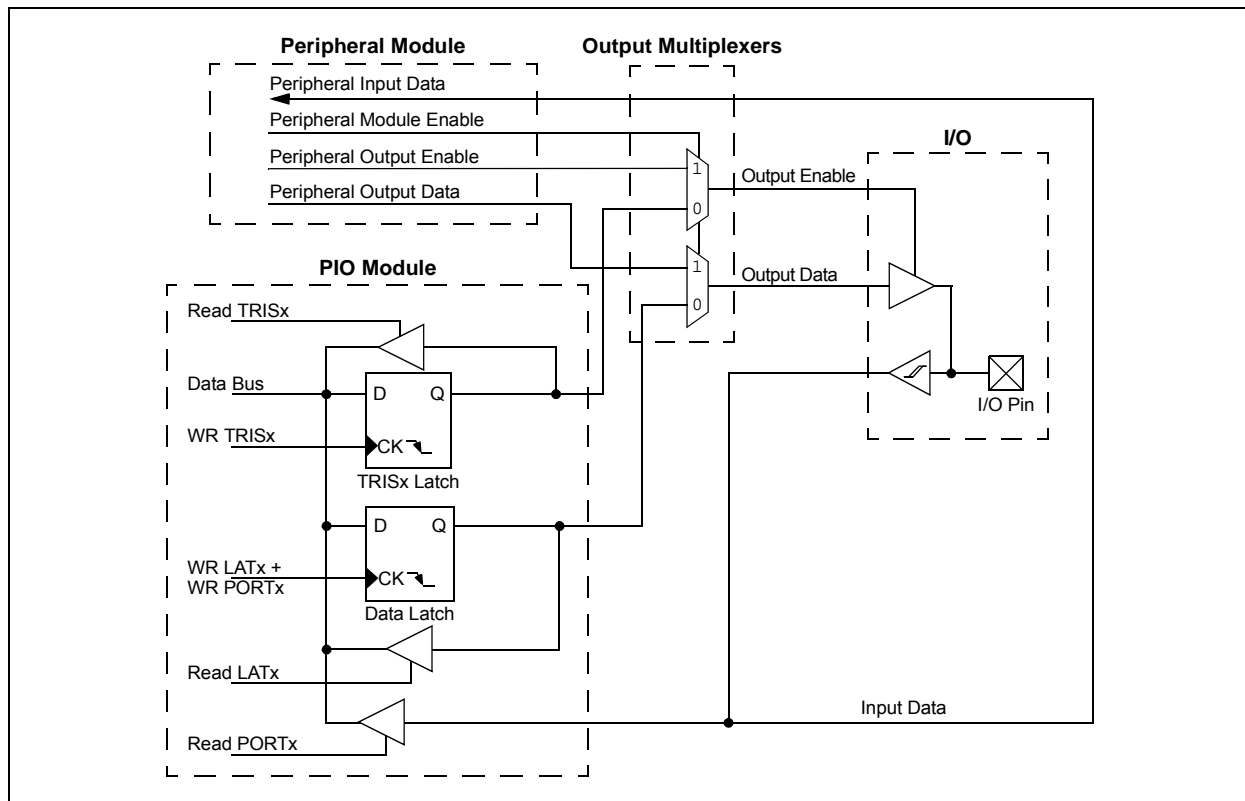 Peripheral Module
Output Multiplexers
Peripheral Input Data
Peripheral Module Enable
I/O
Peripheral Output Enable
1
Output Enable
Peripheral Output Data
0
PIO Module
1
Output Data
0
Read TRISx
Data Bus
D Q
I/O Pin
WR TRISx
CK
TRISx Latch
D Q
WR LATx +
WR PORTx
CK
Data Latch
Read LATx
Input Data
Read PORTx